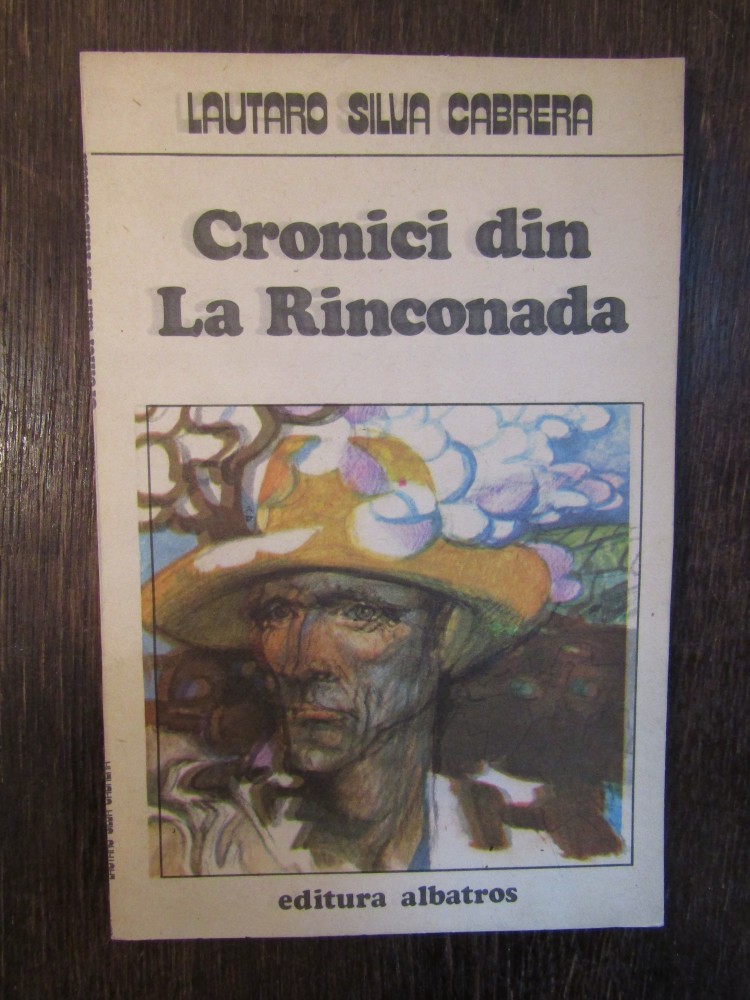 LAUTARO SILVA CABRERA
Cronici din
La Rinconada
editura albatros